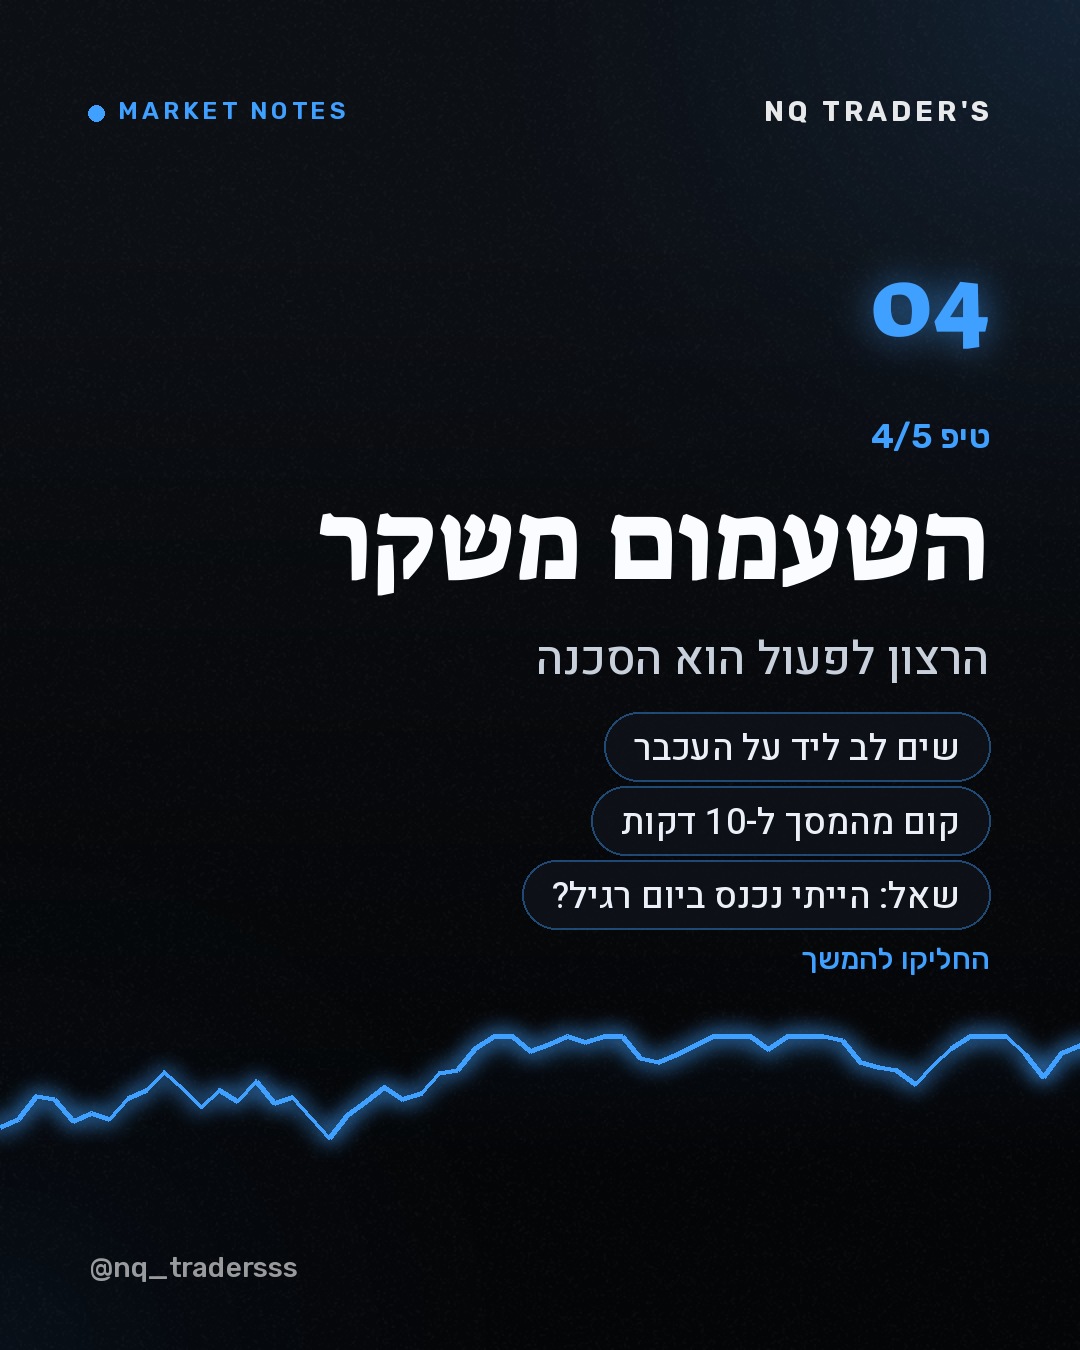 MARKET NOTES
NQ TRADER'S
04
טיפ 4/5
השעמום משקר
הרצון לפעול הוא הסכנה
שים לב ליד על העכבר
קום מהמסך ל-10 דקות
שאל: הייתי נכנס ביום רגיל?
החליקו להמשך
@nq_tradersss